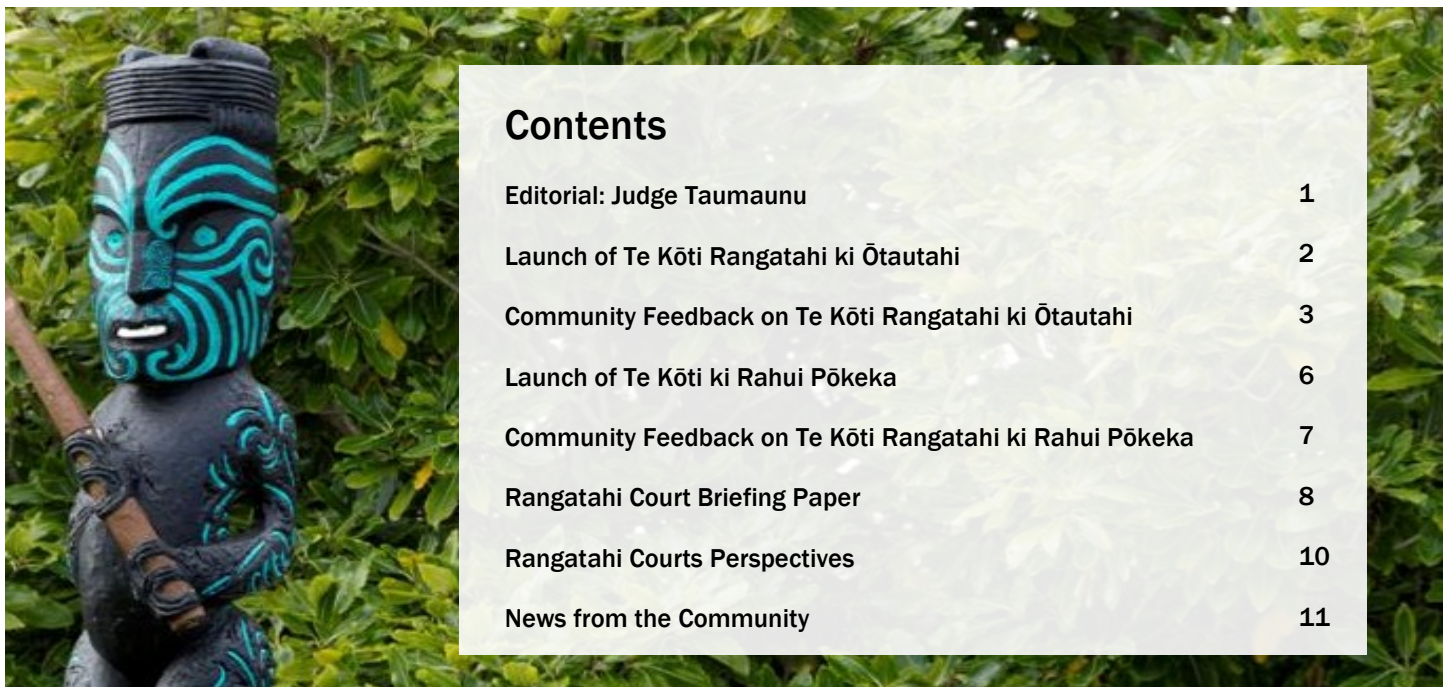 Contents
Editorial: Judge Taumaunu 1
Launch of Te Kōti Rangatahi ki Ōtautahi 2
Community Feedback on Te Kōti Rangatahi ki Ōtautahi 3
Launch of Te Kōti ki Rahui Pōkeka 6
Community Feedback on Te Kōti Rangatahi ki Rahui Pōkeka 7
Rangatahi Court Briefing Paper 8
Rangatahi Courts Perspectives 10
News from the Community 11